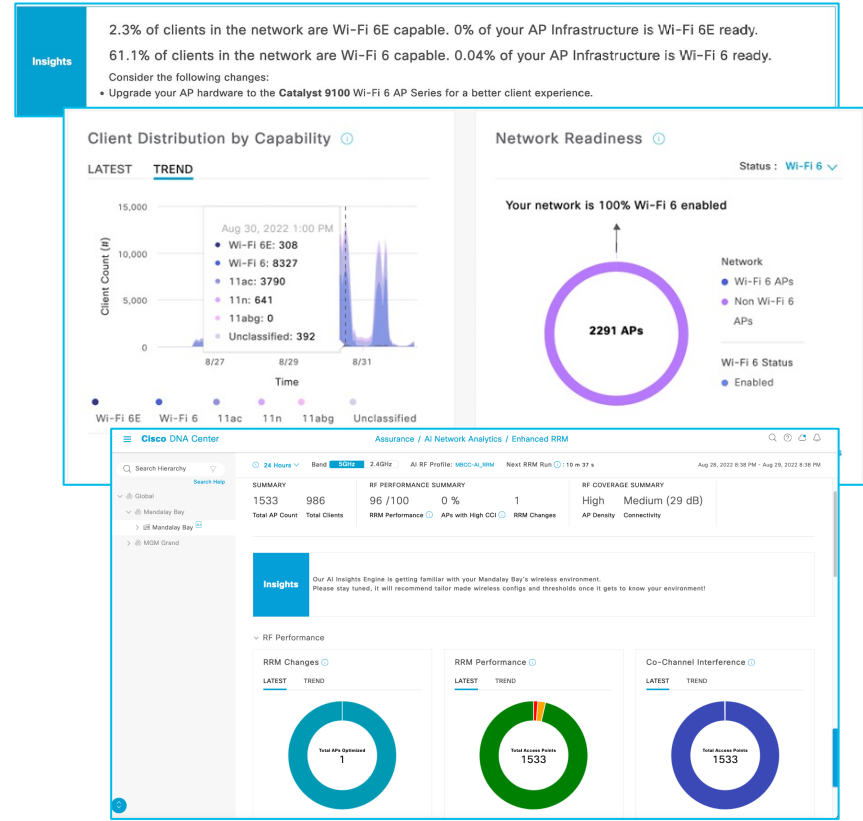 2.3% of clients in the network are Wi-Fi 6E capable. 0% of your AP Infrastructure is Wi-Fi 6E ready.
61.1% of clients in the network are Wi-Fi 6 capable. 0.04% of your AP Infrastructure is Wi-Fi 6 ready.
Insights
Consider the following changes:
• Upgrade your AP hardware to the Catalyst 9100 Wi-Fi 6 AP Series for a better client experience.
Client Distribution by Capability
LATEST TREND
Client Count (#)
15,000
10,000
5,000
0
Aug 30, 2022 1:00 PM
Wi-Fi 6E: 308
Wi-Fi 6: 8327
11ac: 3790
11n: 641
11abg: 0
Unclassified: 392
8/27 8/29 8/31
Time
Wi-Fi 6E Wi-Fi 6 11ac 11n 11abg Unclassified
Network Readiness
Status : Wi-Fi 6
Your network is 100% Wi-Fi 6 enabled
2291 APs
Network
Wi-Fi 6 APs
Non Wi-Fi 6
APs
Wi-Fi 6 Status
Enabled
Cisco DNA Center
Assurance / AI Network Analytics / Enhanced RRM
Search Hierarchy
Search Help
Global
Mandalay Bay
Mandalay Bay
MGM Grand
24 Hours Band 5GHz 2.4GHz AI RF Profile: MBCC-AI_RRM Next RRM Run : 10 m 37 s Aug 28, 2022 8:38 PM - Aug 29, 2022 8:38 PM
SUMMARY RF PERFORMANCE SUMMARY RF COVERAGE SUMMARY
1533 986 96 /100 0 % 1 High Medium (29 dB)
Total AP Count Total Clients RRM Performance APs with High CCI RRM Changes AP Density Connectivity
Insights
Our AI Insights Engine is getting familiar with your Mandalay Bay's wireless environment.
Please stay tuned, it will recommend tailor made wireless configs and thresholds once it gets to know your environment!
RF Performance
RRM Changes
LATEST TREND
Total APs Optimized
1
RRM Performance
LATEST TREND
Total Access Points
1533
Co-Channel Interference
LATEST TREND
Total Access Points
1533